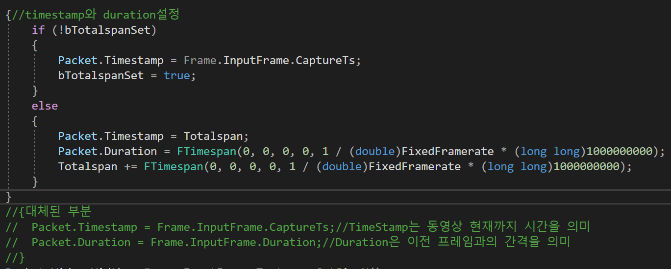 {//timestamp와 duration설정
if (!bTotalspanSet)
{
Packet.Timestamp = Frame.InputFrame.CaptureTs;
bTotalspanSet = true;
}
else
{
Packet.Timestamp = Totalspan;
Packet.Duration = FTimespan(0, 0, 0, 0, 1 / (double)FixedFramerate * (long long)1000000000);
Totalspan += FTimespan(0, 0, 0, 0, 1 / (double)FixedFramerate * (long long)1000000000);
}
}
//{대체된 부분
// Packet.Timestamp = Frame.InputFrame.CaptureTs;//TimeStamp는 동영상 현재까지 시간을 의미
// Packet.Duration = Frame.InputFrame.Duration;//Duration은 이전 프레임과의 간격을 의미
//}